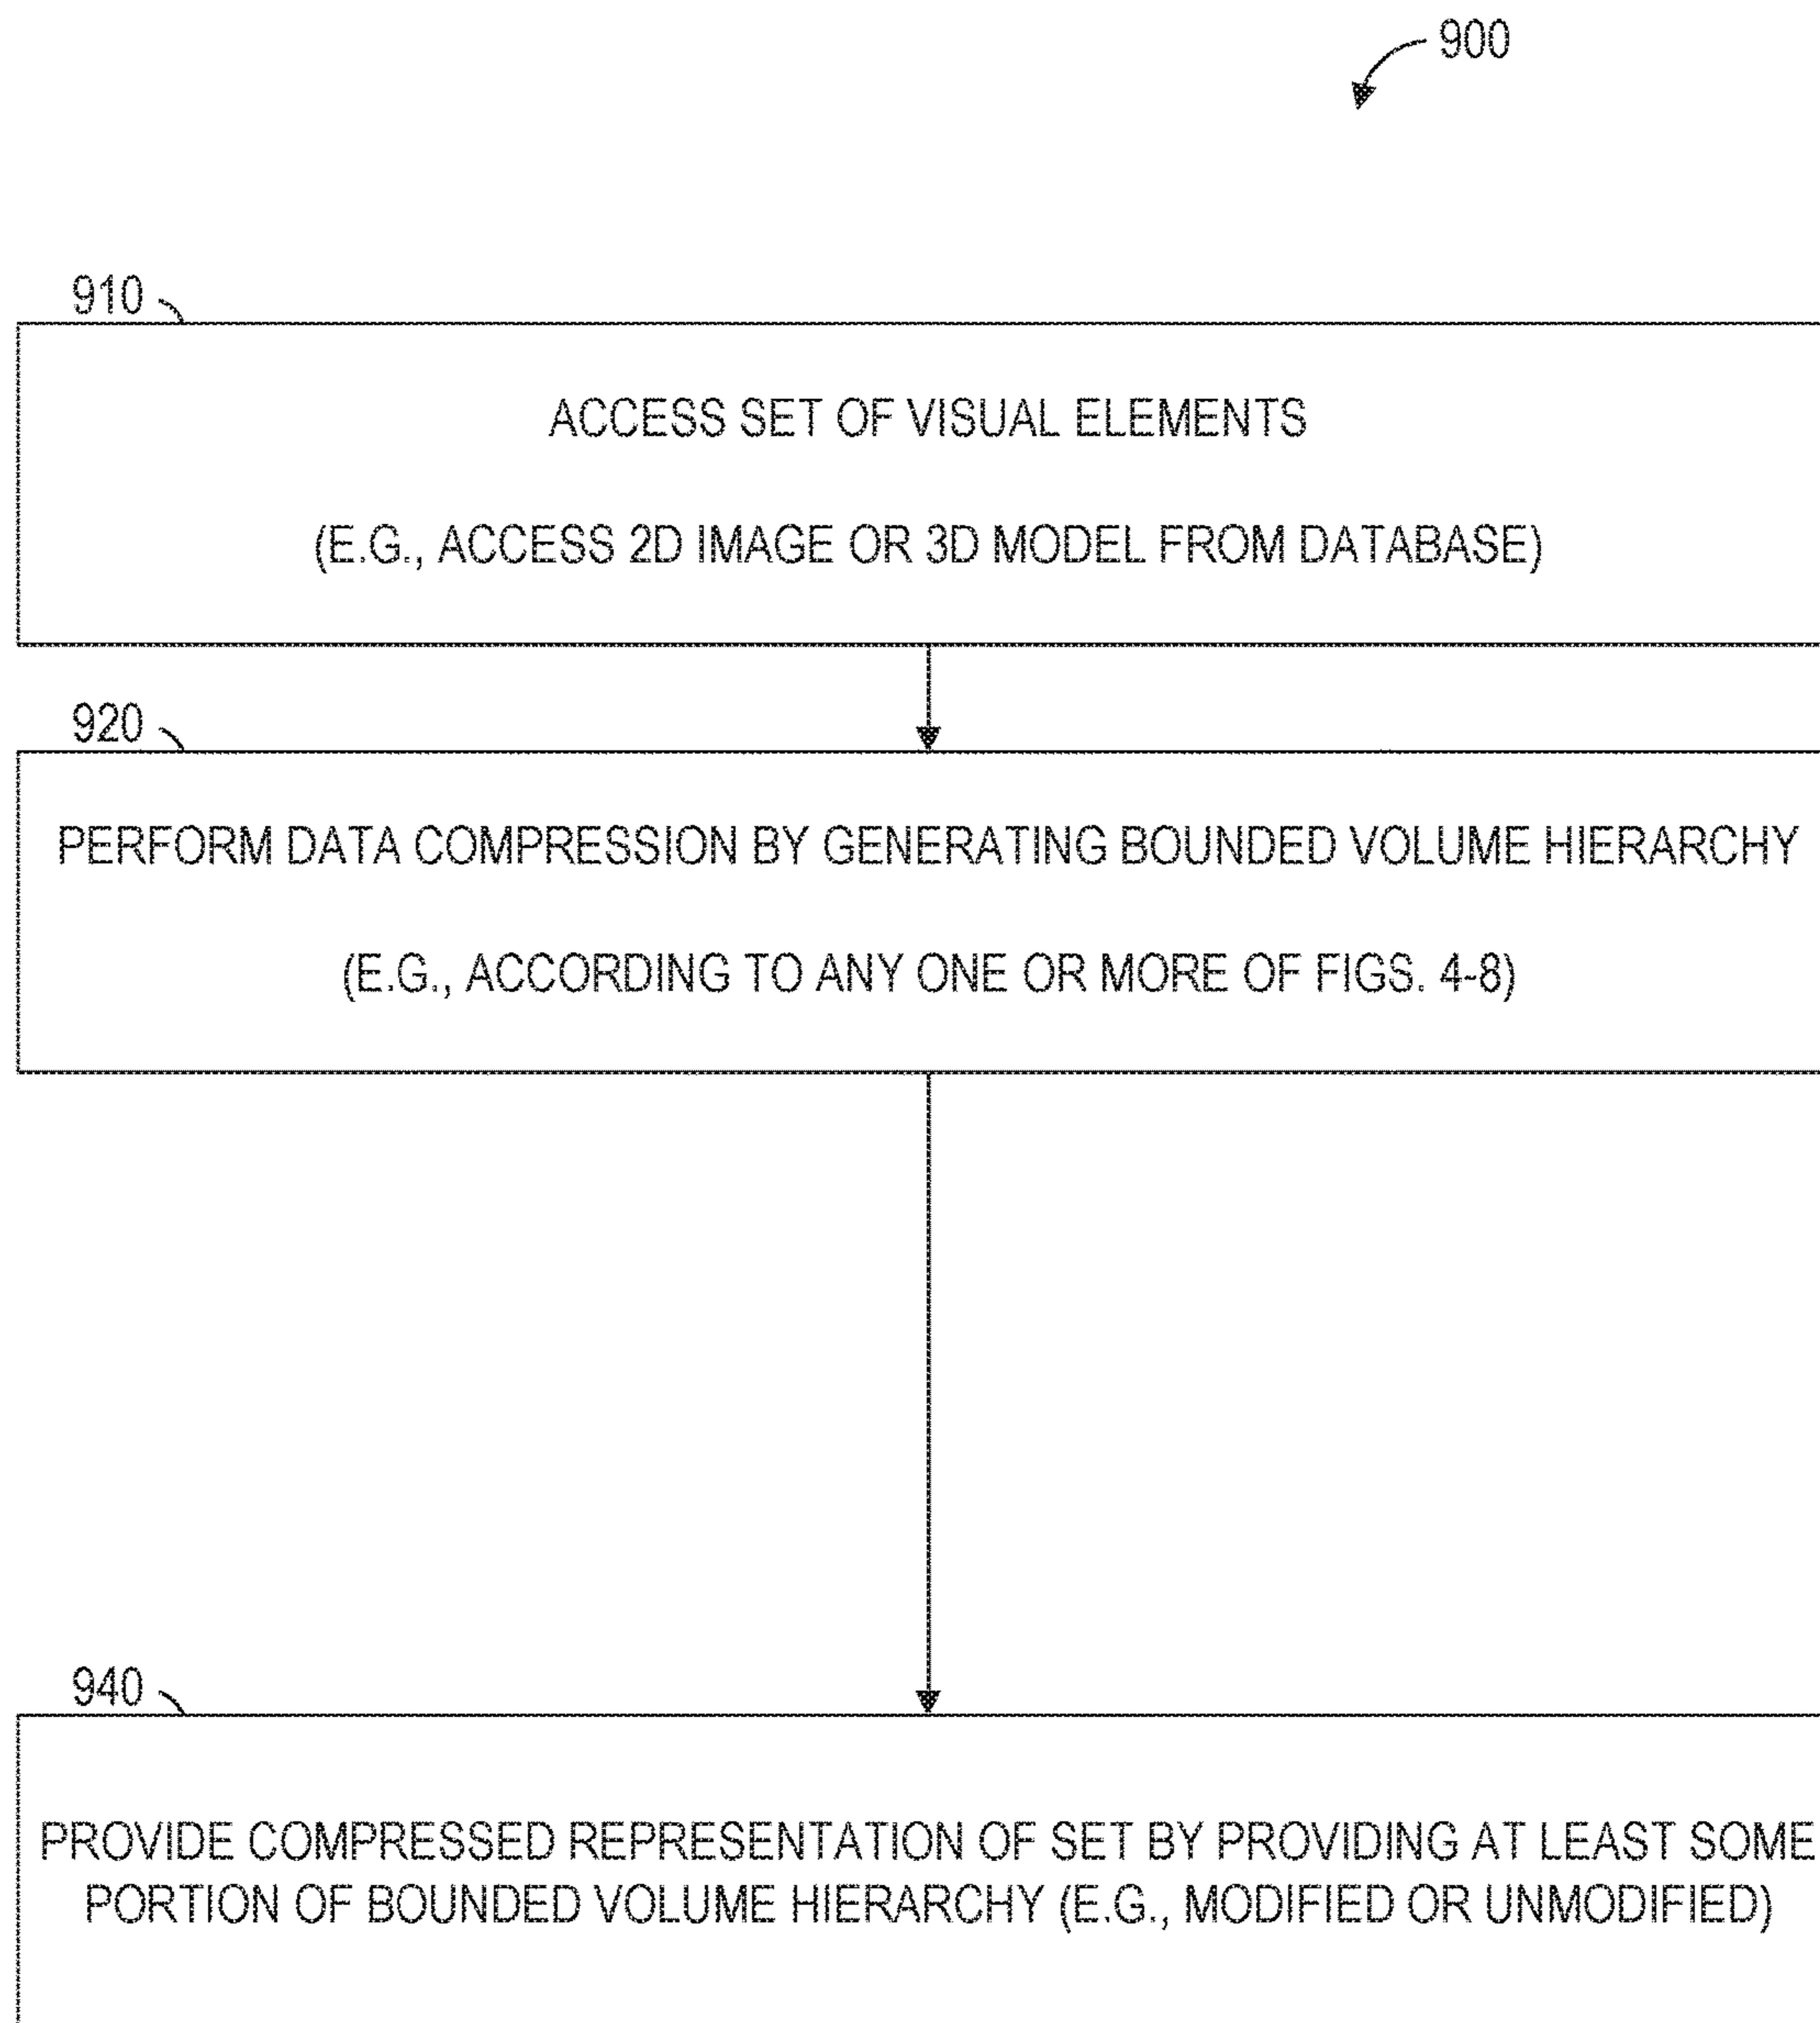 900
910
ACCESS SET OF VISUAL ELEMENTS
(E.G., ACCESS 2D IMAGE OR 3D MODEL FROM DATABASE)
920
PERFORM DATA COMPRESSION BY GENERATING BOUNDED VOLUME HIERARCHY
(E.G., ACCORDING TO ANY ONE OR MORE OF FIGS. 4-8)
940
PROVIDE COMPRESSED REPRESENTATION OF SET BY PROVIDING AT LEAST SOME
PORTION OF BOUNDED VOLUME HIERARCHY (E.G., MODIFIED OR UNMODIFIED)